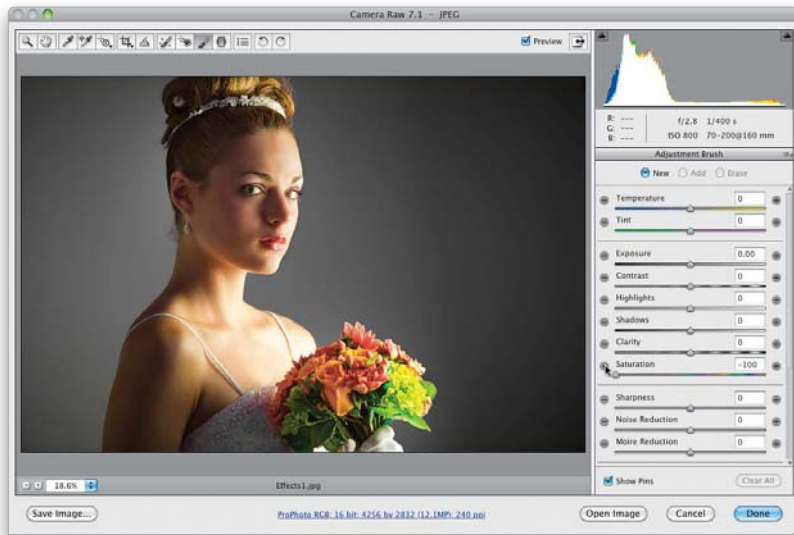 Camera Raw 7.1 - JPEG
Preview
R: ---
G: ---
B: ---
f/2.8 1/400 s
ISO 800 70-200@160 mm
Adjustment Brush
New Add Erase
Temperature 0
Tint 0
Exposure 0.00
Contrast 0
Highlights 0
Shadows 0
Clarity 0
Saturation -100
Sharpness 0
Noise Reduction 0
Moire Reduction 0
18.6%
Effects1.jpg
Show Pins
Clear All
Save Image...
ProPhoto RGB; 16 bit; 4256 by 2832 (12.1MP); 240 ppi
Open Image
Cancel
Done